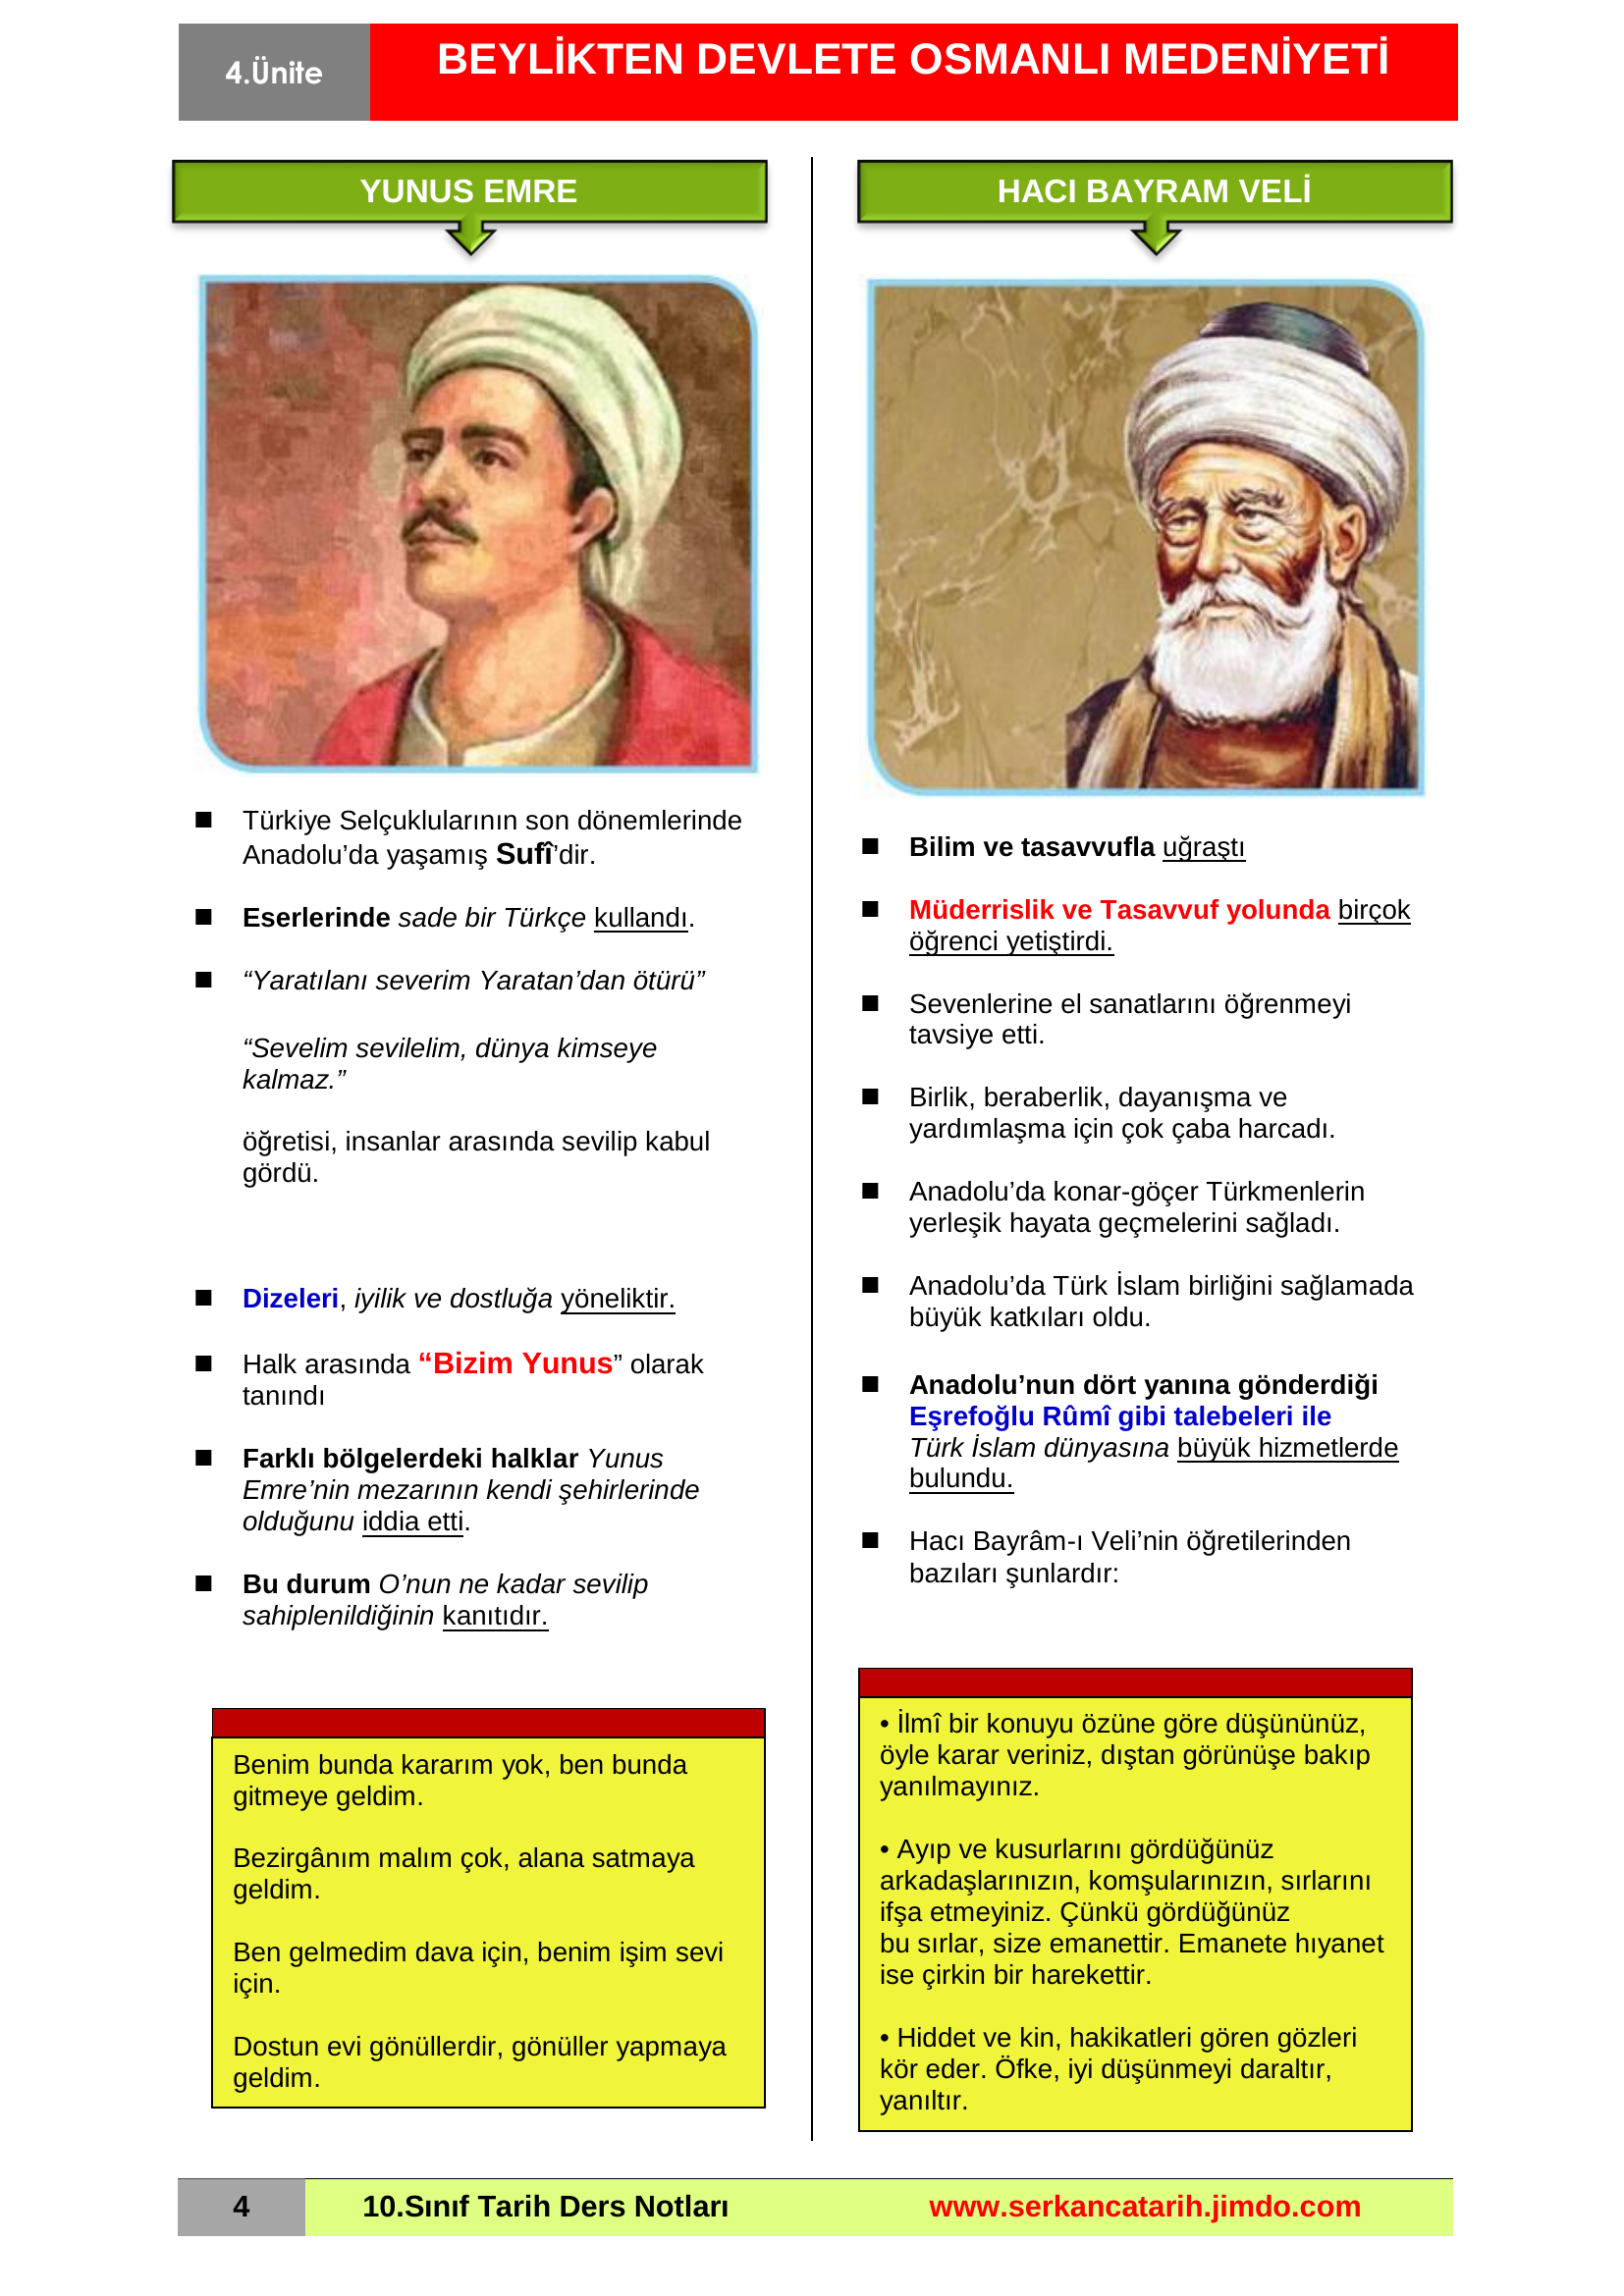 4.Ünite
BEYLİKTEN DEVLETE OSMANLI MEDENİYETİ
YUNUS EMRE
Türkiye Selçuklularının son dönemlerinde
Anadolu’da yaşamış Sufî’dir.
Eserlerinde sade bir Türkçe kullandı.
“Yaratılanı severim Yaratan’dan ötürü”
“Sevelim sevilelim, dünya kimseye
kalmaz.”
öğretisi, insanlar arasında sevilip kabul
gördü.
Dizeleri, iyilik ve dostluğa yöneliktir.
Halk arasında “Bizim Yunus” olarak
tanındı
Farklı bölgelerdeki halklar Yunus
Emre’nin mezarının kendi şehirlerinde
olduğunu iddia etti.
Bu durum O’nun ne kadar sevilip
sahiplenildiğinin kanıtıdır.
Benim bunda kararım yok, ben bunda
gitmeye geldim.
Bezirgânım malım çok, alana satmaya
geldim.
Ben gelmedim dava için, benim işim sevi
için.
Dostun evi gönüllerdir, gönüller yapmaya
geldim.
HACI BAYRAM VELİ
Bilim ve tasavvufla uğraştı
Müderrislik ve Tasavvuf yolunda birçok
öğrenci yetiştirdi.
Sevenlerine el sanatlarını öğrenmeyi
tavsiye etti.
Birlik, beraberlik, dayanışma ve
yardımlaşma için çok çaba harcadı.
Anadolu’da konar-göçer Türkmenlerin
yerleşik hayata geçmelerini sağladı.
Anadolu’da Türk İslam birliğini sağlamada
büyük katkıları oldu.
Anadolu’nun dört yanına gönderdiği
Eşrefoğlu Rûmî gibi talebeleri ile
Türk İslam dünyasına büyük hizmetlerde
bulundu.
Hacı Bayrâm-ı Veli’nin öğretilerinden
bazıları şunlardır:
• İlmî bir konuyu özüne göre düşününüz,
öyle karar veriniz, dıştan görünüşe bakıp
yanılmayınız.
• Ayıp ve kusurlarını gördüğünüz
arkadaşlarınızın, komşularınızın, sırlarını
ifşa etmeyiniz. Çünkü gördüğünüz
bu sırlar, size emanettir. Emanete hıyanet
ise çirkin bir harekettir.
• Hiddet ve kin, hakikatleri gören gözleri
kör eder. Öfke, iyi düşünmeyi daraltır,
yanıltır.
4
10.Sınıf Tarih Ders Notları
www.serkancatarih.jimdo.com